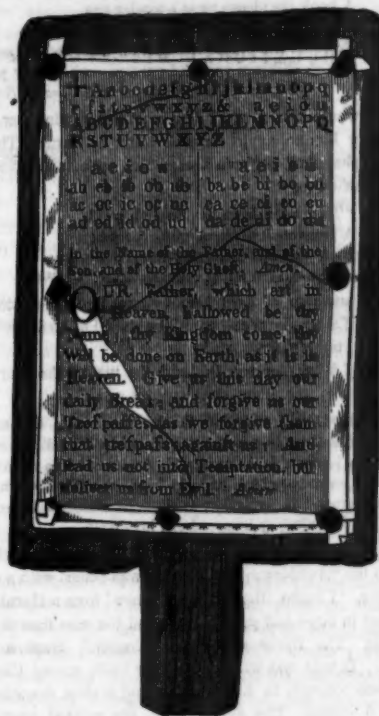 + Aabcdefghijklmnopq
rſstuvwxyz& a e i o u
ABCDEFGHIJKLMNOPQ
RSTUVWXYZ
a e i o u a e i o u
ab eb ib ob ub ba be bi bo bu
ac ec ic oc uc ca ce ci co cu
ad ed id od ud da de di do du
In the Name of the Father, and of the
Son, and of the Holy Ghoſt. Amen.
OUR Father, which art in
Heaven, hallowed be thy
Name; thy Kingdom come, thy
Will be done on Earth, as it is in
Heaven. Give us this day our
daily Bread; and forgive us our
Treſpaſſes, as we forgive them
that treſpaſs againſt us: And
lead us not into Temptation, but
deliver us from Evil. Amen.